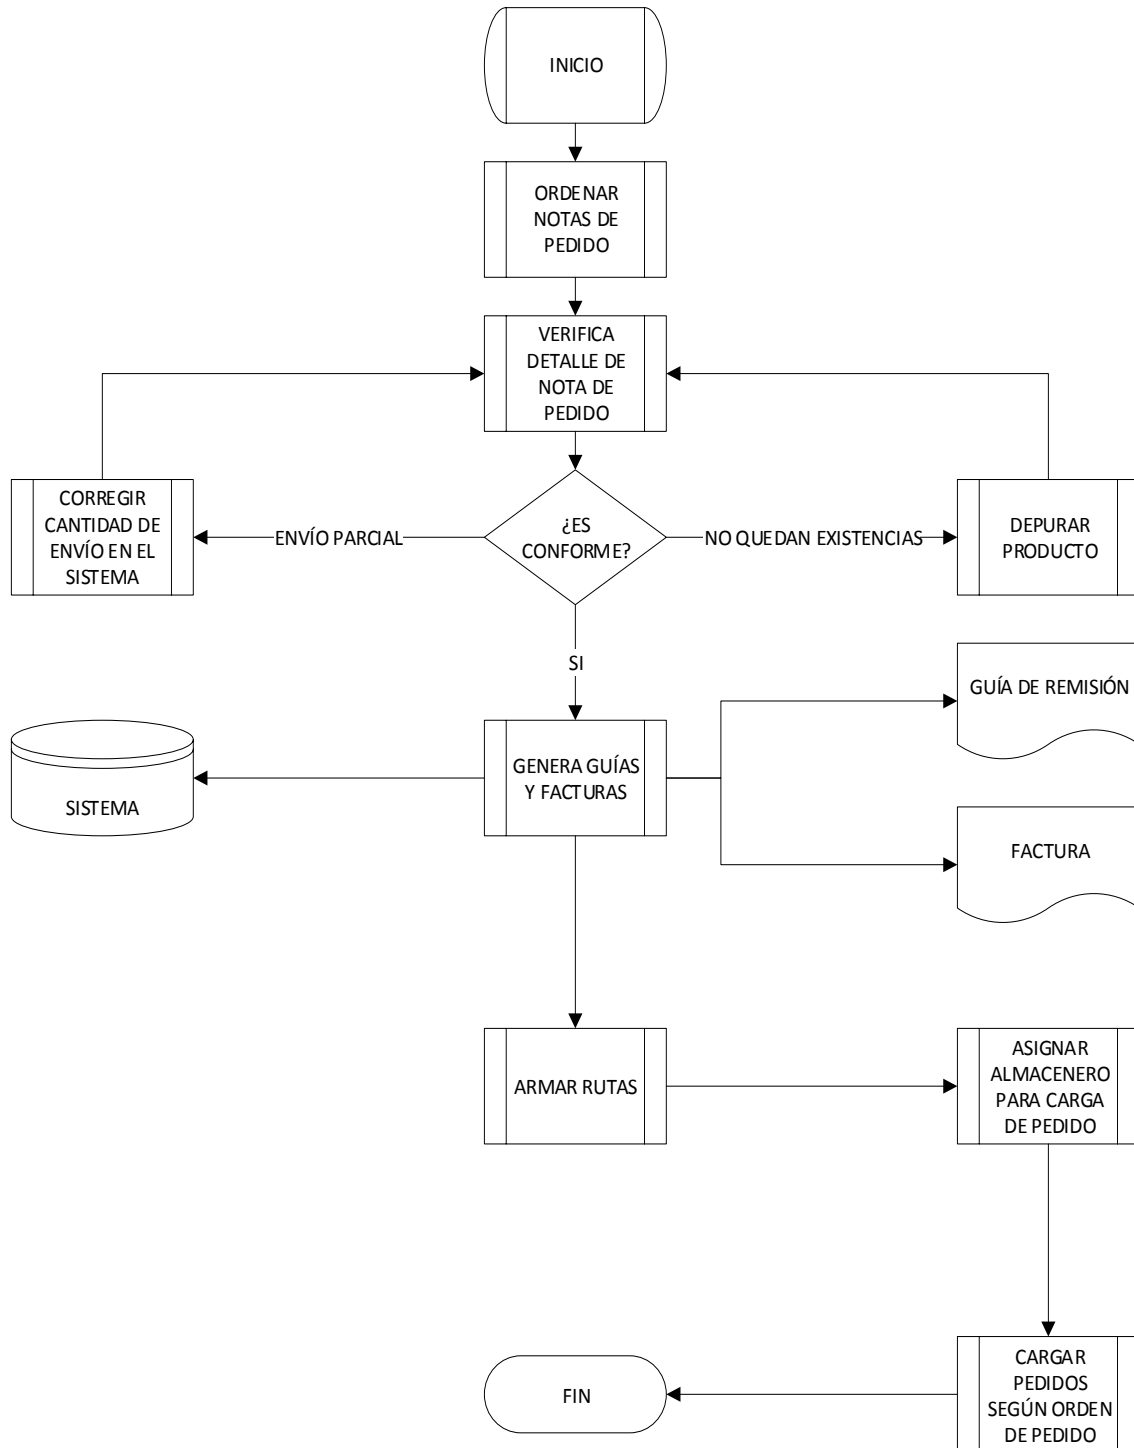 INICIO
ORDENAR
NOTAS DE
PEDIDO
VERIFICA
DETALLE DE
NOTA DE
PEDIDO
CORREGIR
CANTIDAD DE
ENVÍO EN EL
SISTEMA
ENVÍO PARCIAL
¿ES
CONFORME?
NO QUEDAN EXISTENCIAS
DEPURAR
PRODUCTO
SI
GUÍA DE REMISIÓN
SISTEMA
GENERA GUÍAS
Y FACTURAS
FACTURA
ARMAR RUTAS
ASIGNAR
ALMACENERO
PARA CARGA
DE PEDIDO
CARGAR
PEDIDOS
SEGÚN ORDEN
DE PEDIDO
FIN